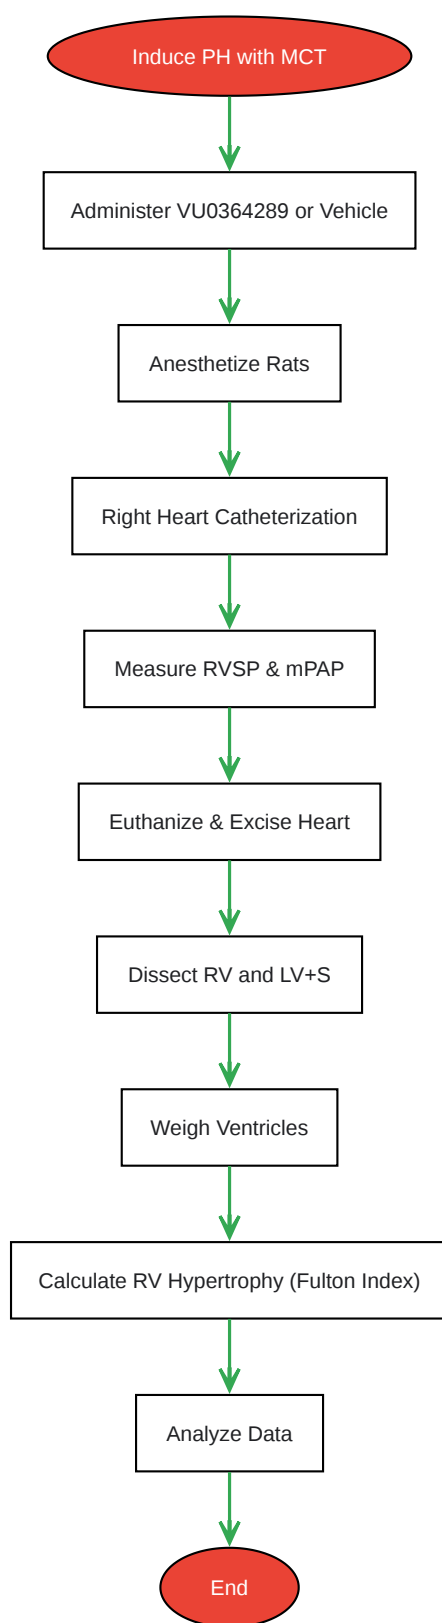 Induce PH with MCT
Administer VU0364289 or Vehicle
Anesthetize Rats
Right Heart Catheterization
Measure RVSP & mPAP
Euthanize & Excise Heart
Dissect RV and LV+S
Weigh Ventricles
Calculate RV Hypertrophy (Fulton Index)
Analyze Data
End